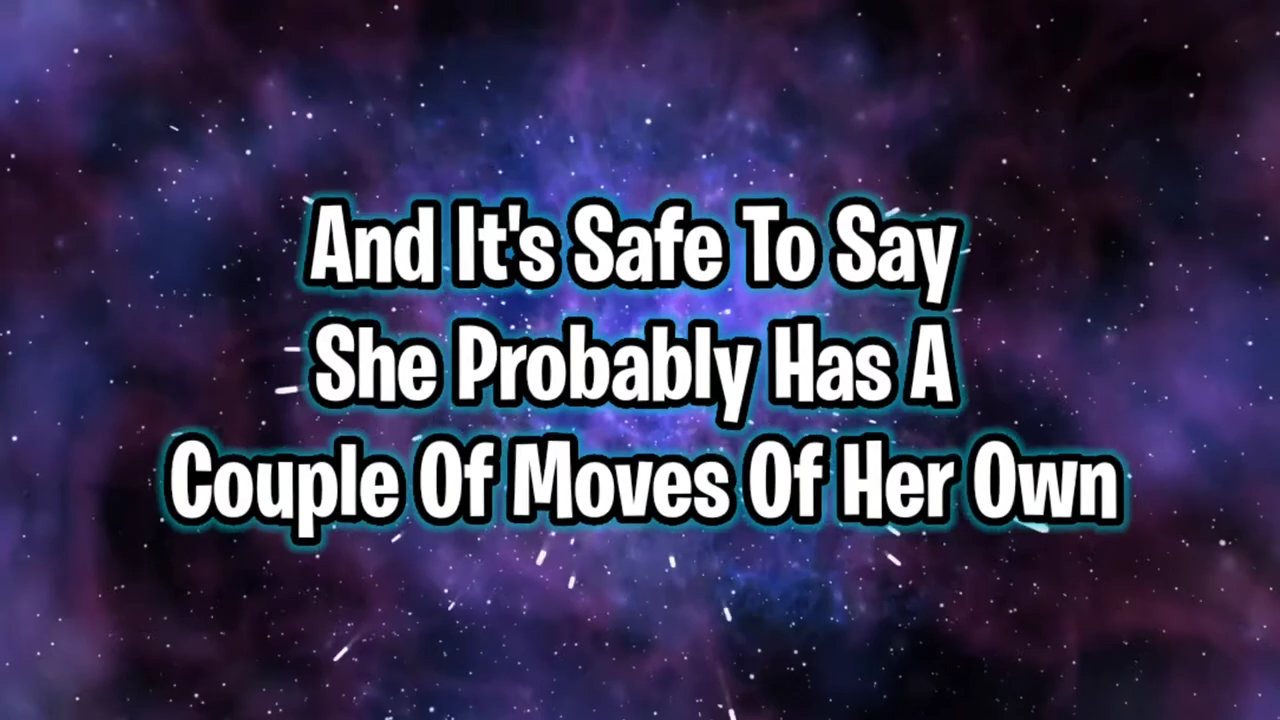 And It's Safe To Say
She Probably Has A
Couple Of Moves Of Her Own